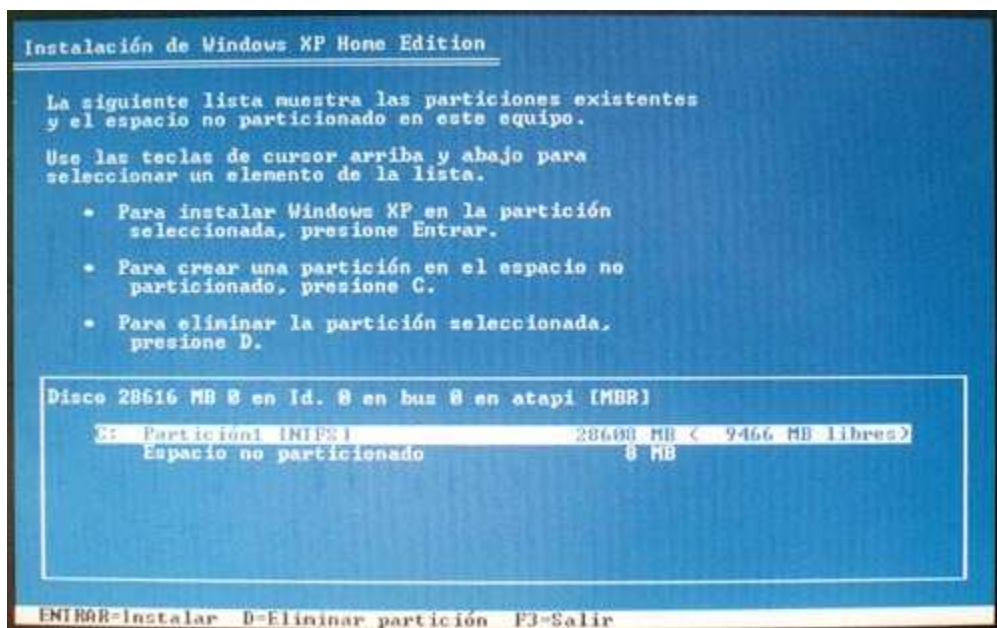 Instalación de Windows XP Home Edition
La siguiente lista muestra las particiones existentes
y el espacio no particionado en este equipo.
Use las teclas de cursor arriba y abajo para
seleccionar un elemento de la lista.
• Para instalar Windows XP en la partición
seleccionada, presione Entrar.
• Para crear una partición en el espacio no
particionado, presione C.
• Para eliminar la partición seleccionada,
presione D.
Disco 28616 MB 0 en Id. 0 en bus 0 en atapi [MBR]
C: Partición1 [NTFS] 28608 MB ( 9466 MB libres)
Espacio no particionado 8 MB
ENTRAR=Instalar D=Eliminar partición F3=Salir